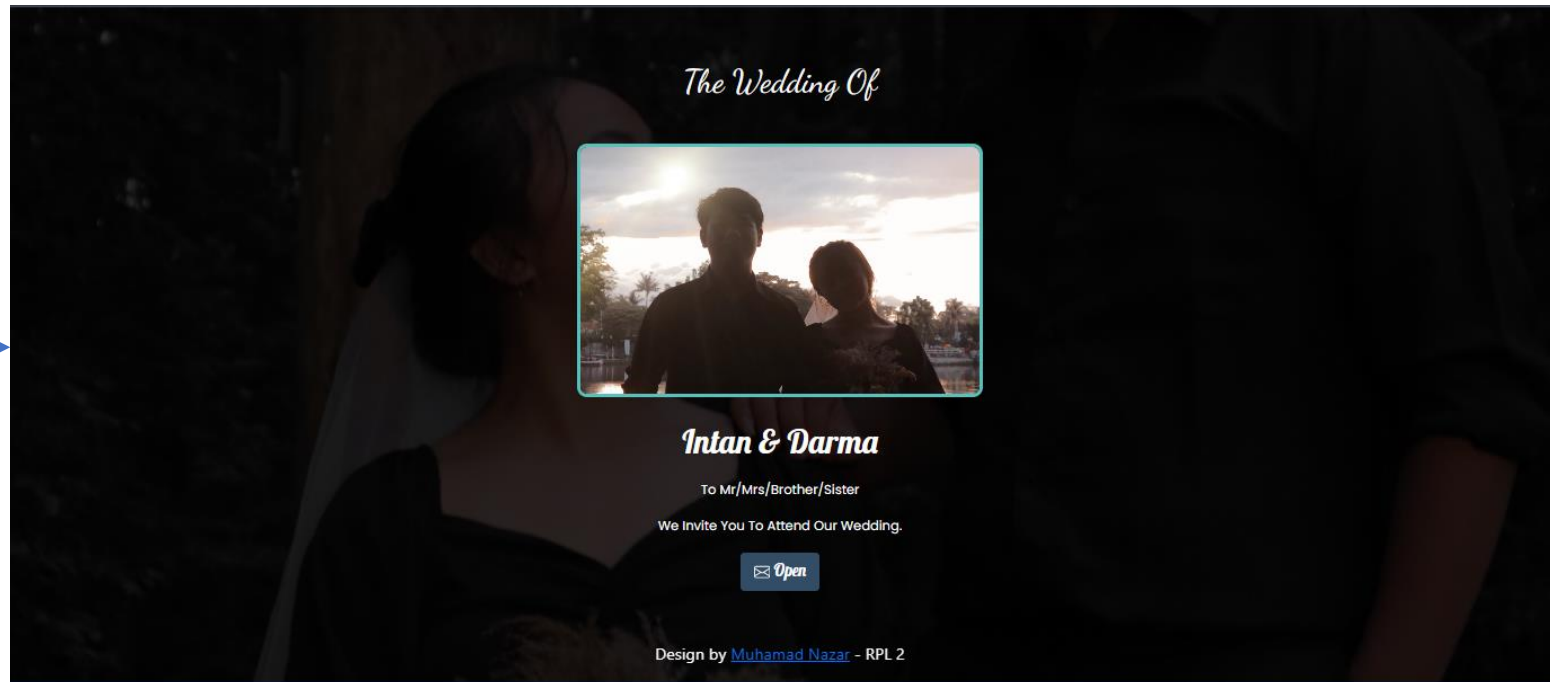 The Wedding Of
Intan & Darma
To Mr/Mrs/Brother/Sister
We Invite You To Attend Our Wedding.
Open
Design by Muhamad Nazar - RPL 2